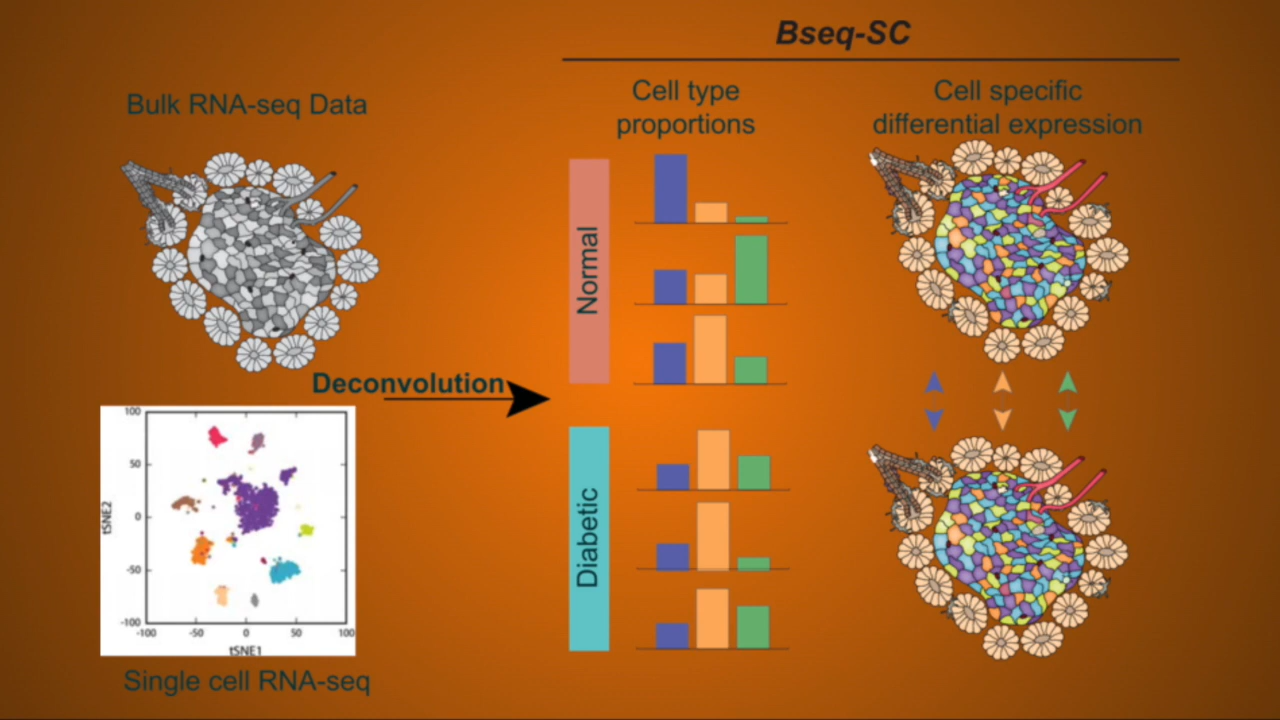 Bseq-SC
Bulk RNA-seq Data
Cell type
proportions
Cell specific
differential expression
Normal
Deconvolution
Diabetic
100
50
0
-50
-100
tSNE2
-100
-50
0
50
100
tSNE1
Single cell RNA-seq